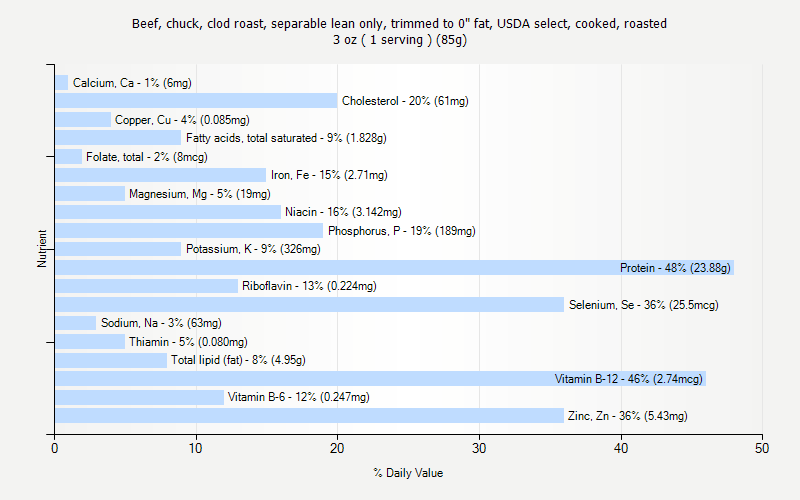 Beef, chuck, clod roast, separable lean only, trimmed to 0" fat, USDA select, cooked, roasted
3 oz ( 1 serving ) (85g)
Calcium, Ca - 1% (6mg)
Cholesterol - 20% (61mg)
Copper, Cu - 4% (0.085mg)
Fatty acids, total saturated - 9% (1.828g)
Folate, total - 2% (8mcg)
Iron, Fe - 15% (2.71mg)
Magnesium, Mg - 5% (19mg)
Niacin - 16% (3.142mg)
Phosphorus, P - 19% (189mg)
Nutrient
Potassium, K - 9% (326mg)
Protein - 48% (23.88g)
Riboflavin - 13% (0.224mg)
Selenium, Se - 36% (25.5mcg)
Sodium, Na - 3% (63mg)
Thiamin - 5% (0.080mg)
Total lipid (fat) - 8% (4.95g)
Vitamin B-12 - 46% (2.74mcg)
Vitamin B-6 - 12% (0.247mg)
Zinc, Zn - 36% (5.43mg)
0 10 20 30 40 50
% Daily Value